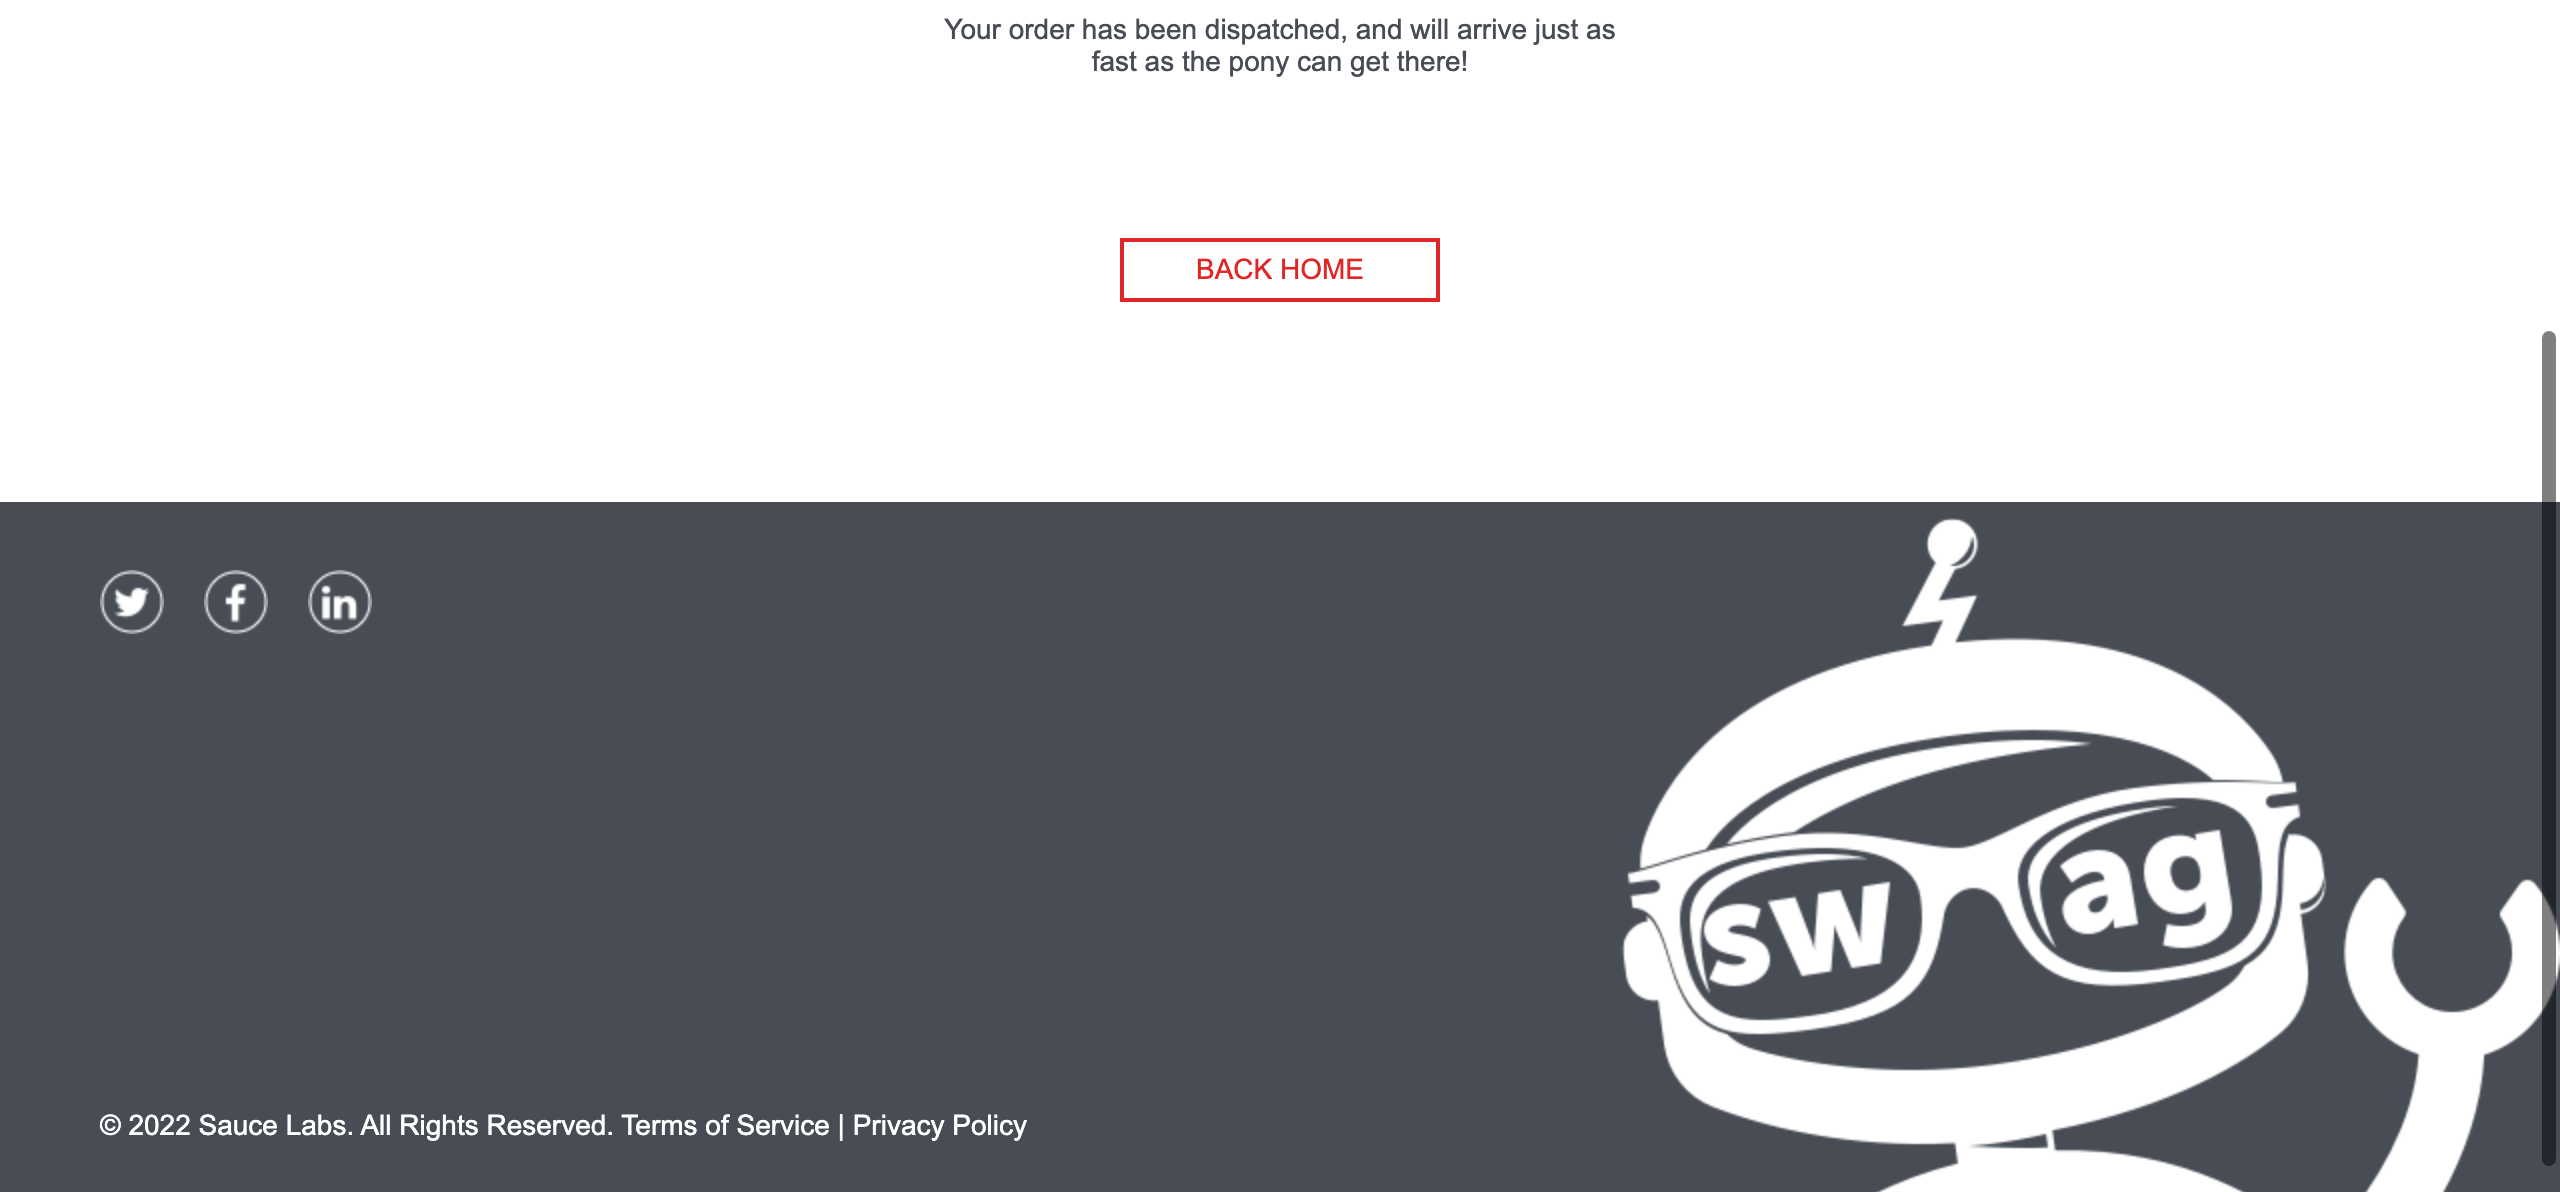 Your order has been dispatched, and will arrive just as
fast as the pony can get there!
BACK HOME
sw ag
© 2022 Sauce Labs. All Rights Reserved. Terms of Service | Privacy Policy